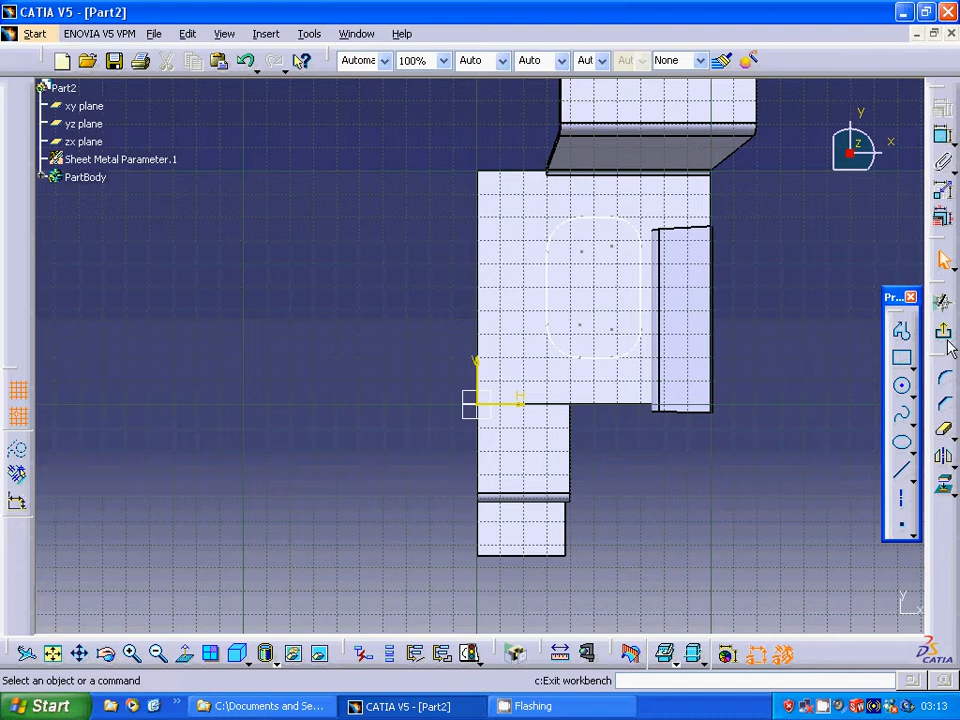 CATIA V5 - [Part2]
Start ENOVIA V5 VPM File Edit View Insert Tools Window Help
Automa 100% Auto Auto Aut Aut None
Part2
xy plane
yz plane
zx plane
Sheet Metal Parameter.1
PartBody
y
x
z
Pr...
V
H
y
x
CATIA
Select an object or a command
c:Exit workbench
Start
C:\Documents and Se...
CATIA V5 - [Part2]
Flashing
03:13